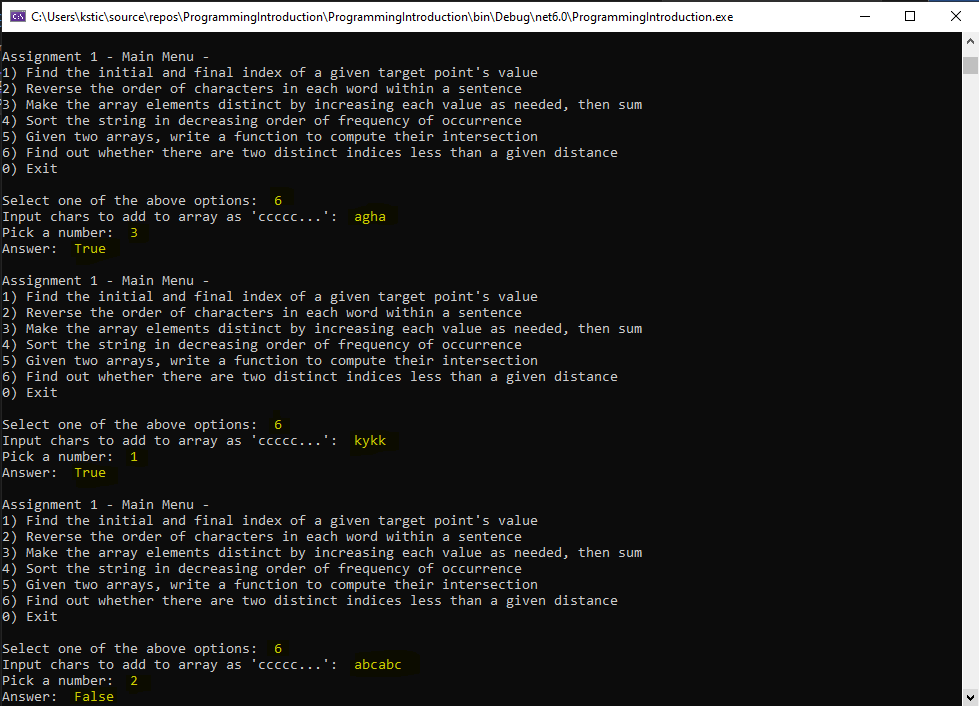 C:\Users\kstic\source\repos\ProgrammingIntroduction\ProgrammingIntroduction\bin\Debug\net6.0\ProgrammingIntroduction.exe
Assignment 1 - Main Menu -
1) Find the initial and final index of a given target point's value
2) Reverse the order of characters in each word within a sentence
3) Make the array elements distinct by increasing each value as needed, then sum
4) Sort the string in decreasing order of frequency of occurrence
5) Given two arrays, write a function to compute their intersection
6) Find out whether there are two distinct indices less than a given distance
0) Exit
Select one of the above options:  6
Input chars to add to array as 'ccccc...':  agha
Pick a number:  3
Answer:  True
Assignment 1 - Main Menu -
1) Find the initial and final index of a given target point's value
2) Reverse the order of characters in each word within a sentence
3) Make the array elements distinct by increasing each value as needed, then sum
4) Sort the string in decreasing order of frequency of occurrence
5) Given two arrays, write a function to compute their intersection
6) Find out whether there are two distinct indices less than a given distance
0) Exit
Select one of the above options:  6
Input chars to add to array as 'ccccc...':  kykk
Pick a number:  1
Answer:  True
Assignment 1 - Main Menu -
1) Find the initial and final index of a given target point's value
2) Reverse the order of characters in each word within a sentence
3) Make the array elements distinct by increasing each value as needed, then sum
4) Sort the string in decreasing order of frequency of occurrence
5) Given two arrays, write a function to compute their intersection
6) Find out whether there are two distinct indices less than a given distance
0) Exit
Select one of the above options:  6
Input chars to add to array as 'ccccc...':  abcabc
Pick a number:  2
Answer:  False